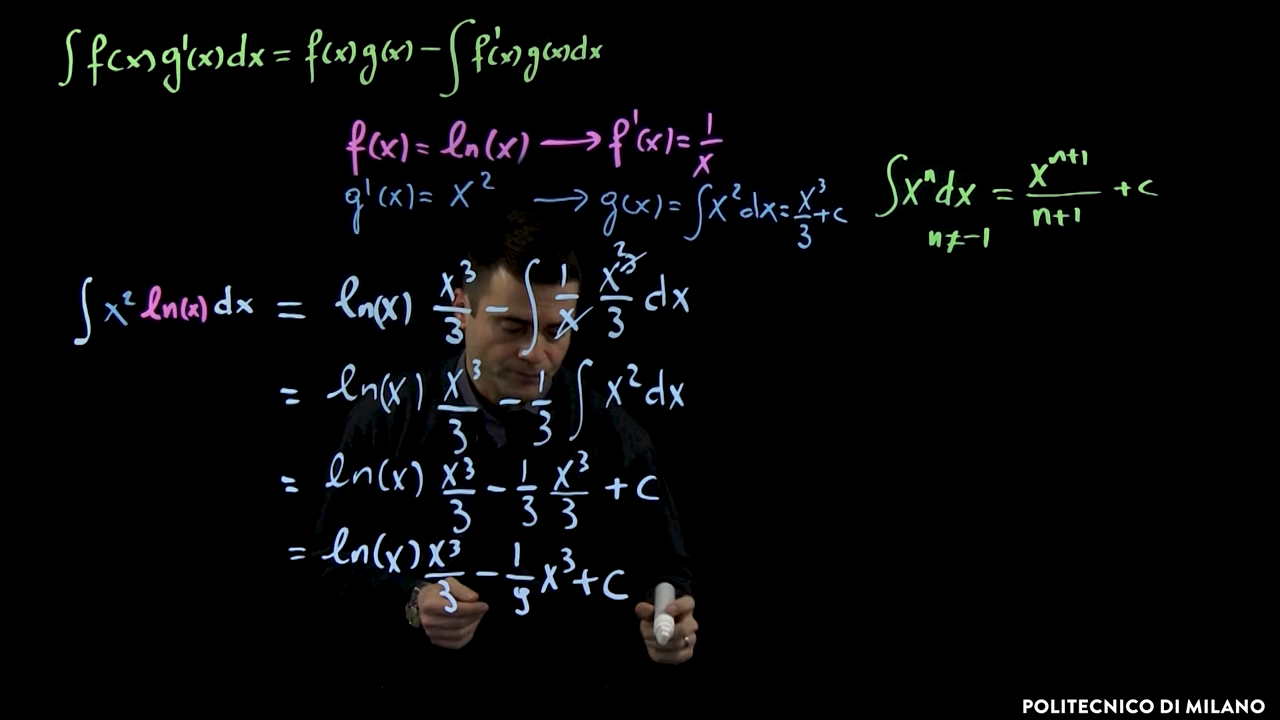 ∫ f(x) g'(x) dx = f(x) g(x) − ∫ f'(x) g(x) dx
f(x) = ln(x) ⟶ f'(x) = 1/x
g'(x) = x² ⟶ g(x) = ∫ x² dx = x³/3 + c
∫ xⁿ dx = xⁿ⁺¹/(n+1) + c
n ≠ −1
∫ x² ln(x) dx = ln(x) x³/3 − ∫ 1/x x³/3 dx
2
= ln(x) x³/3 − 1/3 ∫ x² dx
= ln(x) x³/3 − 1/3 x³/3 + c
= ln(x) x³/3 − 1/9 x³ + c
POLITECNICO DI MILANO